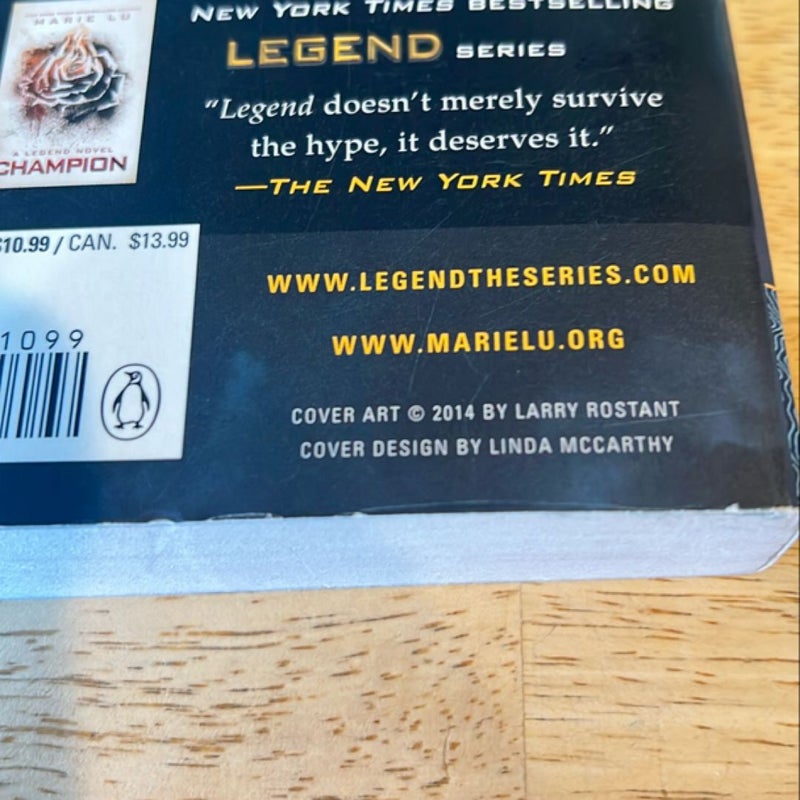 NEW YORK TIMES BESTSELLING
LEGEND SERIES
"Legend doesn't merely survive
the hype, it deserves it."
—THE NEW YORK TIMES
MARIE LU
A LEGEND NOVEL
CHAMPION
$10.99 / CAN. $13.99
1099
WWW.LEGENDTHESERIES.COM
WWW.MARIELU.ORG
COVER ART © 2014 BY LARRY ROSTANT
COVER DESIGN BY LINDA MCCARTHY